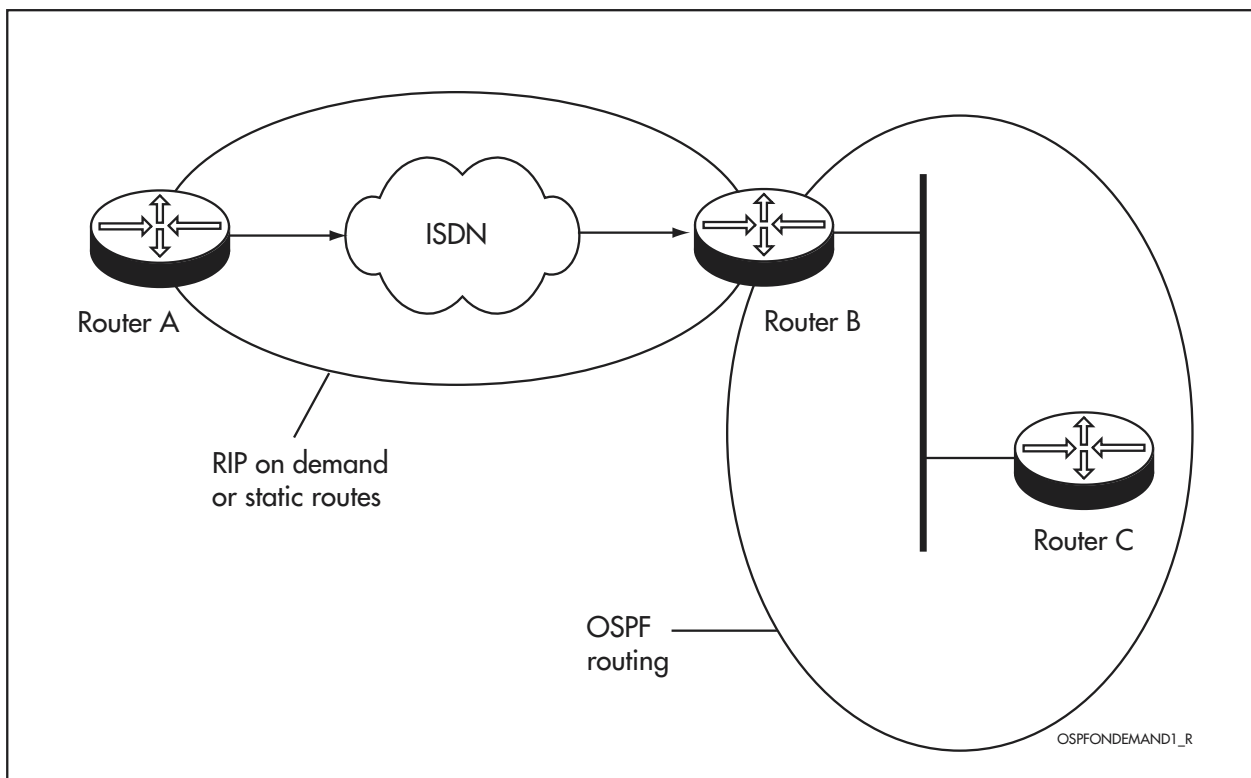 ISDN
Router A
Router B
RIP on demand
or static routes
Router C
OSPF
routing
OSPFONDEMAND1_R